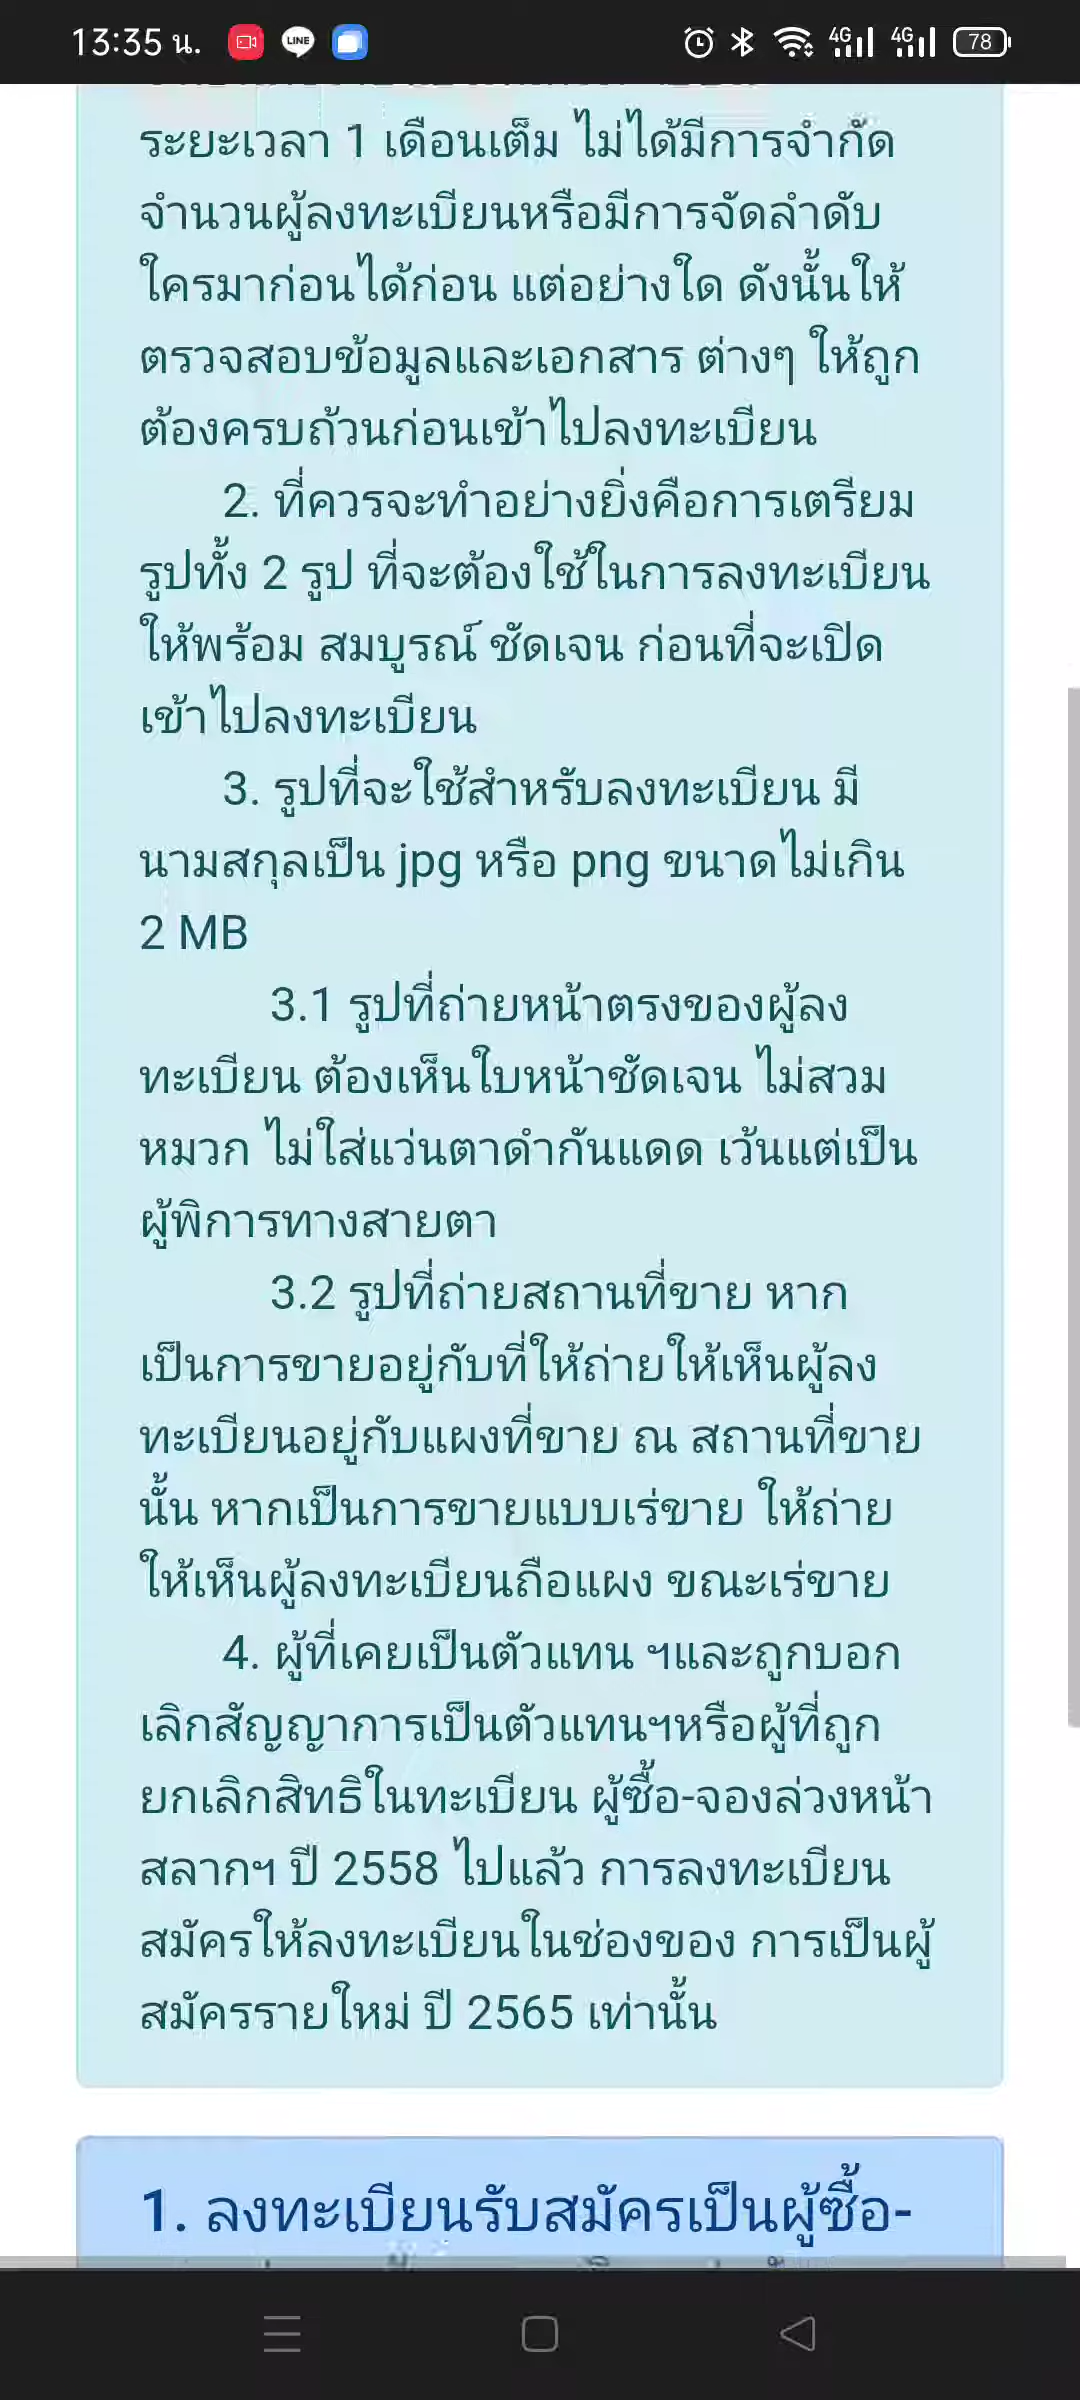 13:35 น.
LINE
4G
4G
78
ระยะเวลา 1 เดือนเต็ม ไม่ได้มีการจำกัด
จำนวนผู้ลงทะเบียนหรือมีการจัดลำดับ
ใครมาก่อนได้ก่อน แต่อย่างใด ดังนั้นให้
ตรวจสอบข้อมูลและเอกสาร ต่างๆ ให้ถูก
ต้องครบถ้วนก่อนเข้าไปลงทะเบียน
2. ที่ควรจะทำอย่างยิ่งคือการเตรียม
รูปทั้ง 2 รูป ที่จะต้องใช้ในการลงทะเบียน
ให้พร้อม สมบูรณ์ ชัดเจน ก่อนที่จะเปิด
เข้าไปลงทะเบียน
3. รูปที่จะใช้สำหรับลงทะเบียน มี
นามสกุลเป็น jpg หรือ png ขนาดไม่เกิน
2 MB
3.1 รูปที่ถ่ายหน้าตรงของผู้ลง
ทะเบียน ต้องเห็นใบหน้าชัดเจน ไม่สวม
หมวก ไม่ใส่แว่นตาดำกันแดด เว้นแต่เป็น
ผู้พิการทางสายตา
3.2 รูปที่ถ่ายสถานที่ขาย หาก
เป็นการขายอยู่กับที่ให้ถ่ายให้เห็นผู้ลง
ทะเบียนอยู่กับแผงที่ขาย ณ สถานที่ขาย
นั้น หากเป็นการขายแบบเร่ขาย ให้ถ่าย
ให้เห็นผู้ลงทะเบียนถือแผง ขณะเร่ขาย
4. ผู้ที่เคยเป็นตัวแทน ฯและถูกบอก
เลิกสัญญาการเป็นตัวแทนฯหรือผู้ที่ถูก
ยกเลิกสิทธิในทะเบียน ผู้ซื้อ-จองล่วงหน้า
สลากฯ ปี 2558 ไปแล้ว การลงทะเบียน
สมัครให้ลงทะเบียนในช่องของ การเป็นผู้
สมัครรายใหม่ ปี 2565 เท่านั้น
1. ลงทะเบียนรับสมัครเป็นผู้ซื้อ-